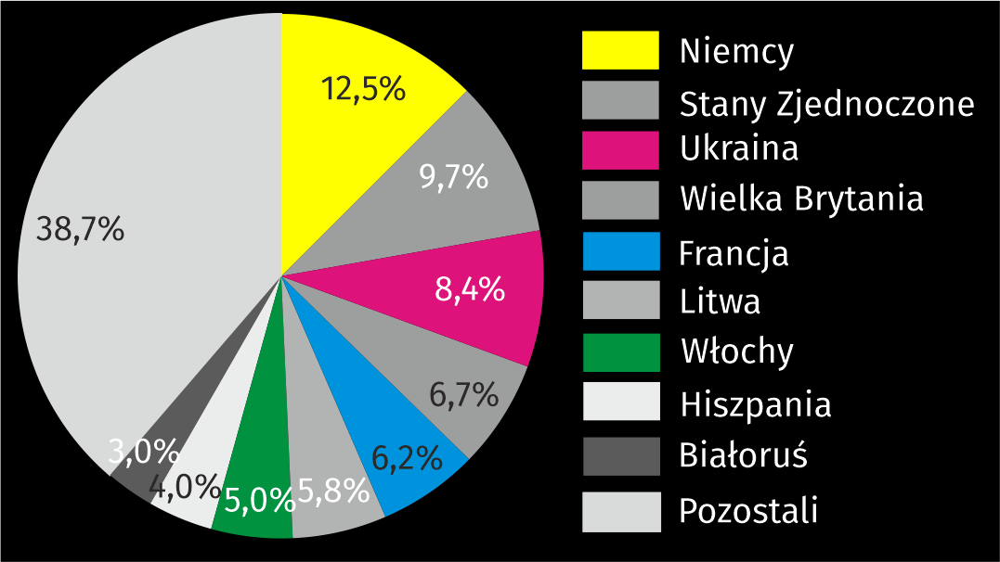 12,5%
9,7%
8,4%
6,7%
6,2%
5,8%
5,0%
4,0%
3,0%
38,7%
Niemcy
Stany Zjednoczone
Ukraina
Wielka Brytania
Francja
Litwa
Włochy
Hiszpania
Białoruś
Pozostali